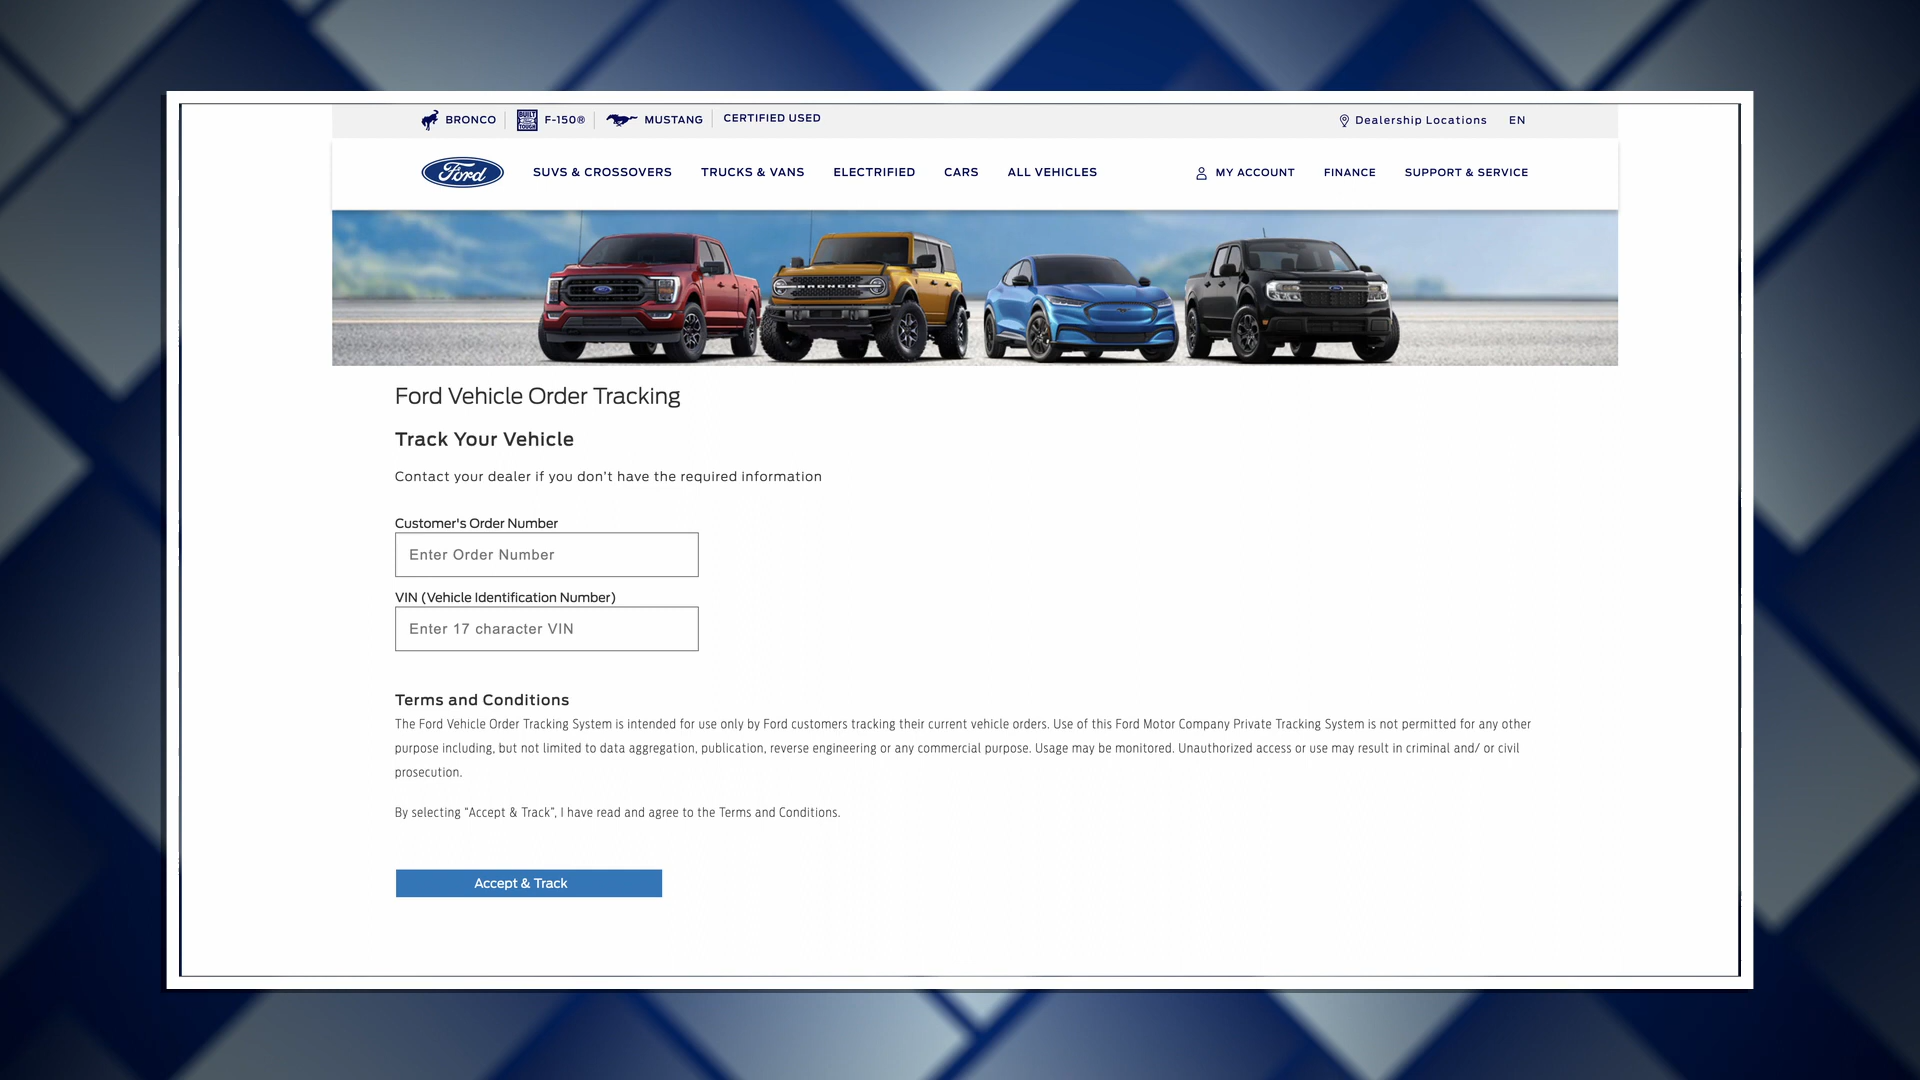 BRONCO
BUILT Ford TOUGH
F-150®
MUSTANG
CERTIFIED USED
Dealership Locations
EN
Ford
SUVS & CROSSOVERS
TRUCKS & VANS
ELECTRIFIED
CARS
ALL VEHICLES
MY ACCOUNT
FINANCE
SUPPORT & SERVICE
BRONCO
Ford Vehicle Order Tracking
Track Your Vehicle
Contact your dealer if you don't have the required information
Customer's Order Number
Enter Order Number
VIN (Vehicle Identification Number)
Enter 17 character VIN
Terms and Conditions
The Ford Vehicle Order Tracking System is intended for use only by Ford customers tracking their current vehicle orders. Use of this Ford Motor Company Private Tracking System is not permitted for any other
purpose including, but not limited to data aggregation, publication, reverse engineering or any commercial purpose. Usage may be monitored. Unauthorized access or use may result in criminal and/ or civil
prosecution.
By selecting “Accept & Track”, I have read and agree to the Terms and Conditions.
Accept & Track